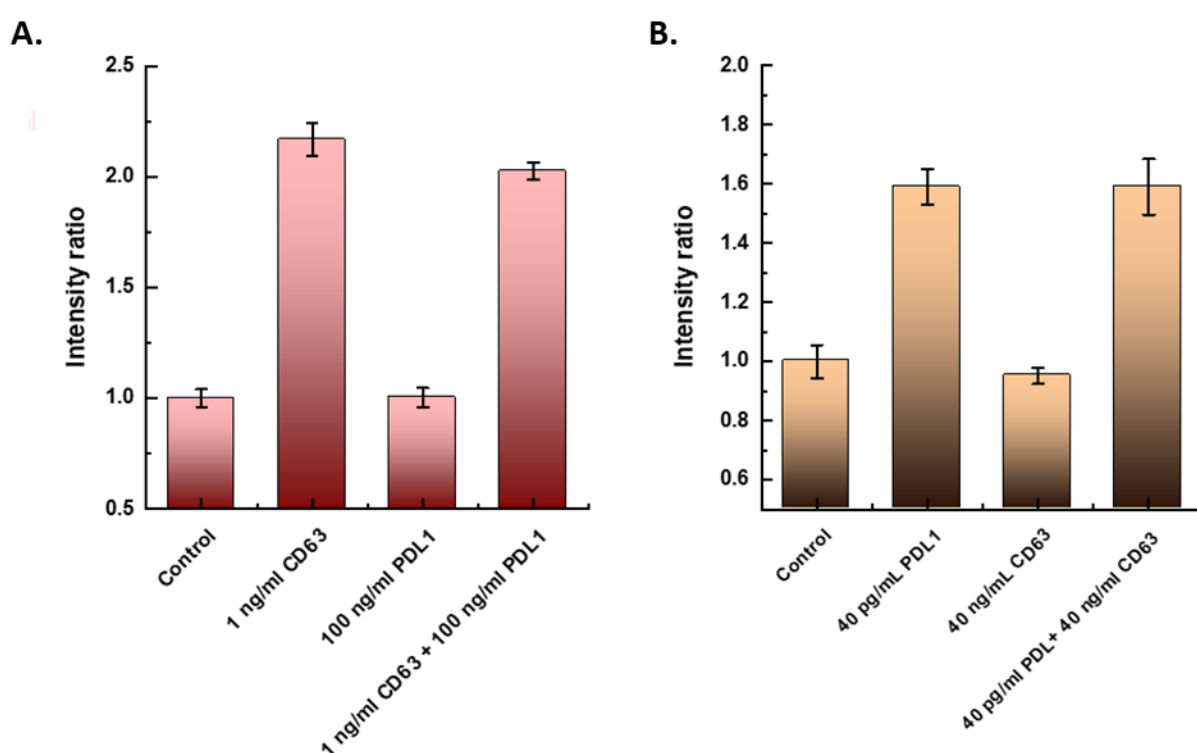 A.
2.5
2.0
1.5
1.0
0.5
Intensity ratio
Control
1 ng/ml CD63
100 ng/ml PDL1
1 ng/ml CD63 + 100 ng/ml PDL1
B.
2.0
1.8
1.6
1.4
1.2
1.0
0.8
0.6
Intensity ratio
Control
40 pg/mL PDL1
40 ng/mL CD63
40 pg/ml PDL+ 40 ng/ml CD63